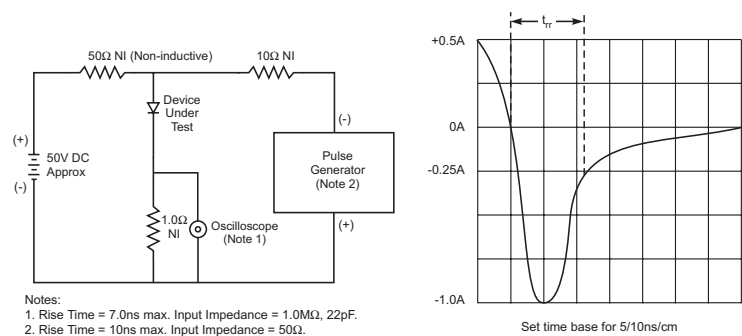 50Ω NI (Non-inductive)
10Ω NI
Device
Under
Test
(+)
50V DC
Approx
(-)
(-)
Pulse
Generator
(Note 2)
(+)
1.0Ω
NI
Oscilloscope
(Note 1)
Notes:
1. Rise Time = 7.0ns max. Input Impedance = 1.0MΩ, 22pF.
2. Rise Time = 10ns max. Input Impedance = 50Ω.
trr
+0.5A
0A
-0.25A
-1.0A
Set time base for 5/10ns/cm